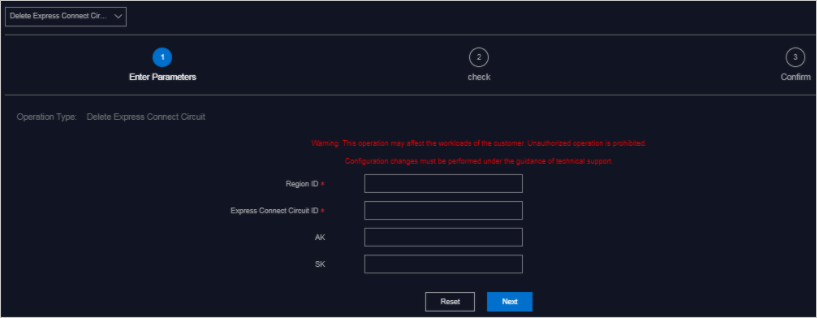 Delete Express Connect Cir...
1 2 3
Enter Parameters check Confirm
Operation Type: Delete Express Connect Circuit
Warning: This operation may affect the workloads of the customer. Unauthorized operation is prohibited.
Configuration changes must be performed under the guidance of technical support.
Region ID *
Express Connect Circuit ID *
AK
SK
Reset Next